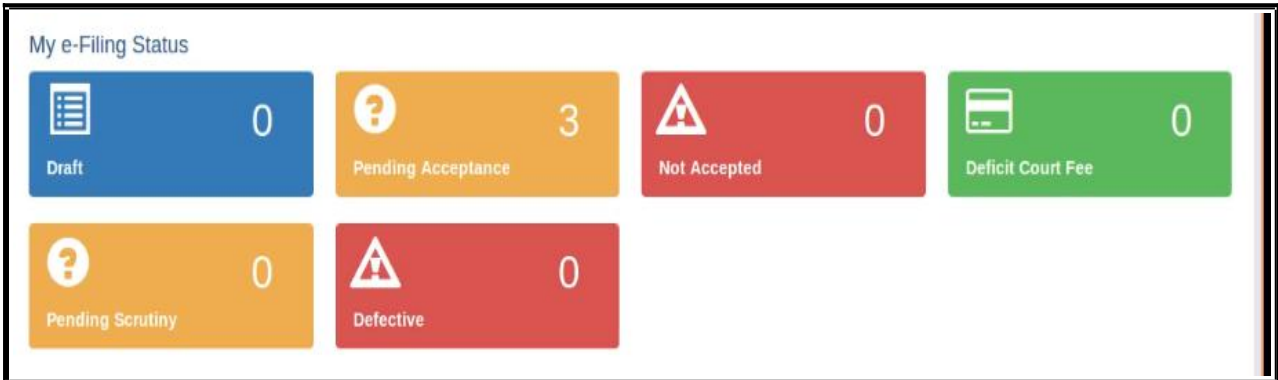 My e-Filing Status
0 3 0 0
Draft Pending Acceptance Not Accepted Deficit Court Fee
0 0
Pending Scrutiny Defective